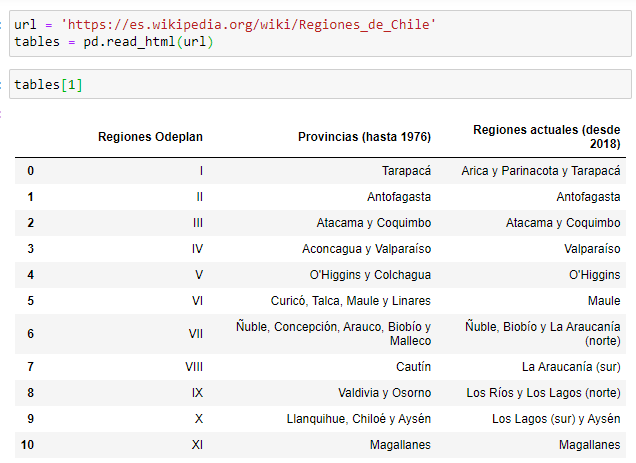 url = 'https://es.wikipedia.org/wiki/Regiones_de_Chile'
tables = pd.read_html(url)
tables[1]
Regiones Odeplan Provincias (hasta 1976) Regiones actuales (desde
2018)
0 I Tarapacá Arica y Parinacota y Tarapacá
1 II Antofagasta Antofagasta
2 III Atacama y Coquimbo Atacama y Coquimbo
3 IV Aconcagua y Valparaíso Valparaíso
4 V O'Higgins y Colchagua O'Higgins
5 VI Curicó, Talca, Maule y Linares Maule
6 VII Ñuble, Concepción, Arauco, Biobío y Ñuble, Biobío y La Araucanía
Malleco (norte)
7 VIII Cautín La Araucanía (sur)
8 IX Valdivia y Osorno Los Ríos y Los Lagos (norte)
9 X Llanquihue, Chiloé y Aysén Los Lagos (sur) y Aysén
10 XI Magallanes Magallanes